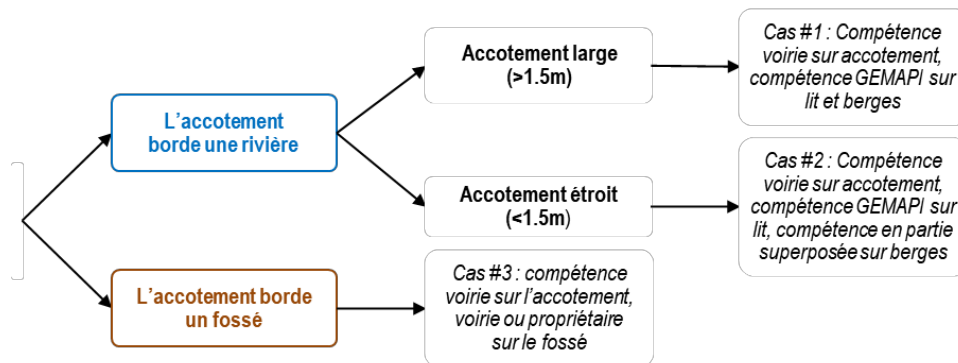 L'accotement
borde une rivière
Accotement large
(>1.5m)
Cas #1 : Compétence
voirie sur accotement,
compétence GEMAPI sur
lit et berges
Accotement étroit
(<1.5m)
Cas #2 : Compétence
voirie sur accotement,
compétence GEMAPI sur
lit, compétence en partie
superposée sur berges
L'accotement borde
un fossé
Cas #3 : compétence
voirie sur l'accotement,
voirie ou propriétaire
sur le fossé